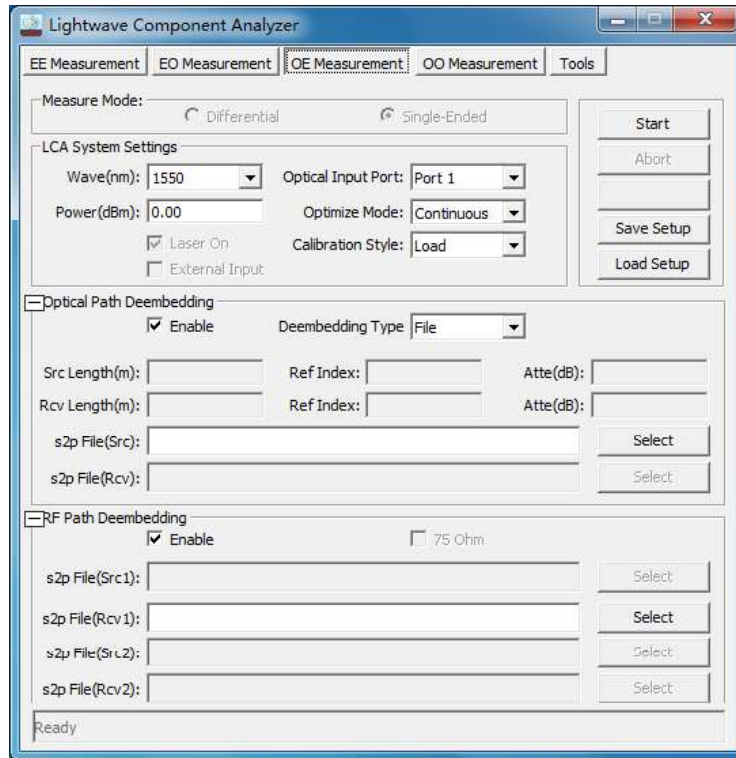 Lightwave Component Analyzer
EE Measurement EO Measurement OE Measurement OO Measurement Tools
Measure Mode:
Differential Single-Ended
Start
LCA System Settings
Abort
Wave(nm): 1550 Optical Input Port: Port 1
Power(dBm): 0.00 Optimize Mode: Continuous
Save Setup
Laser On Calibration Style: Load
Load Setup
External Input
Optical Path Deembedding
Enable Deembedding Type File
Src Length(m): Ref Index: Atte(dB):
Rcv Length(m): Ref Index: Atte(dB):
s2p File(Src): Select
s2p File(Rcv): Select
RF Path Deembedding
Enable 75 Ohm
s2p File(Src1): Select
s2p File(Rcv1): Select
s2p File(Src2): Select
s2p File(Rcv2): Select
Ready